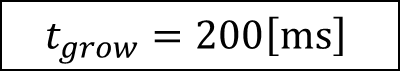 t_grow = 200[ms]